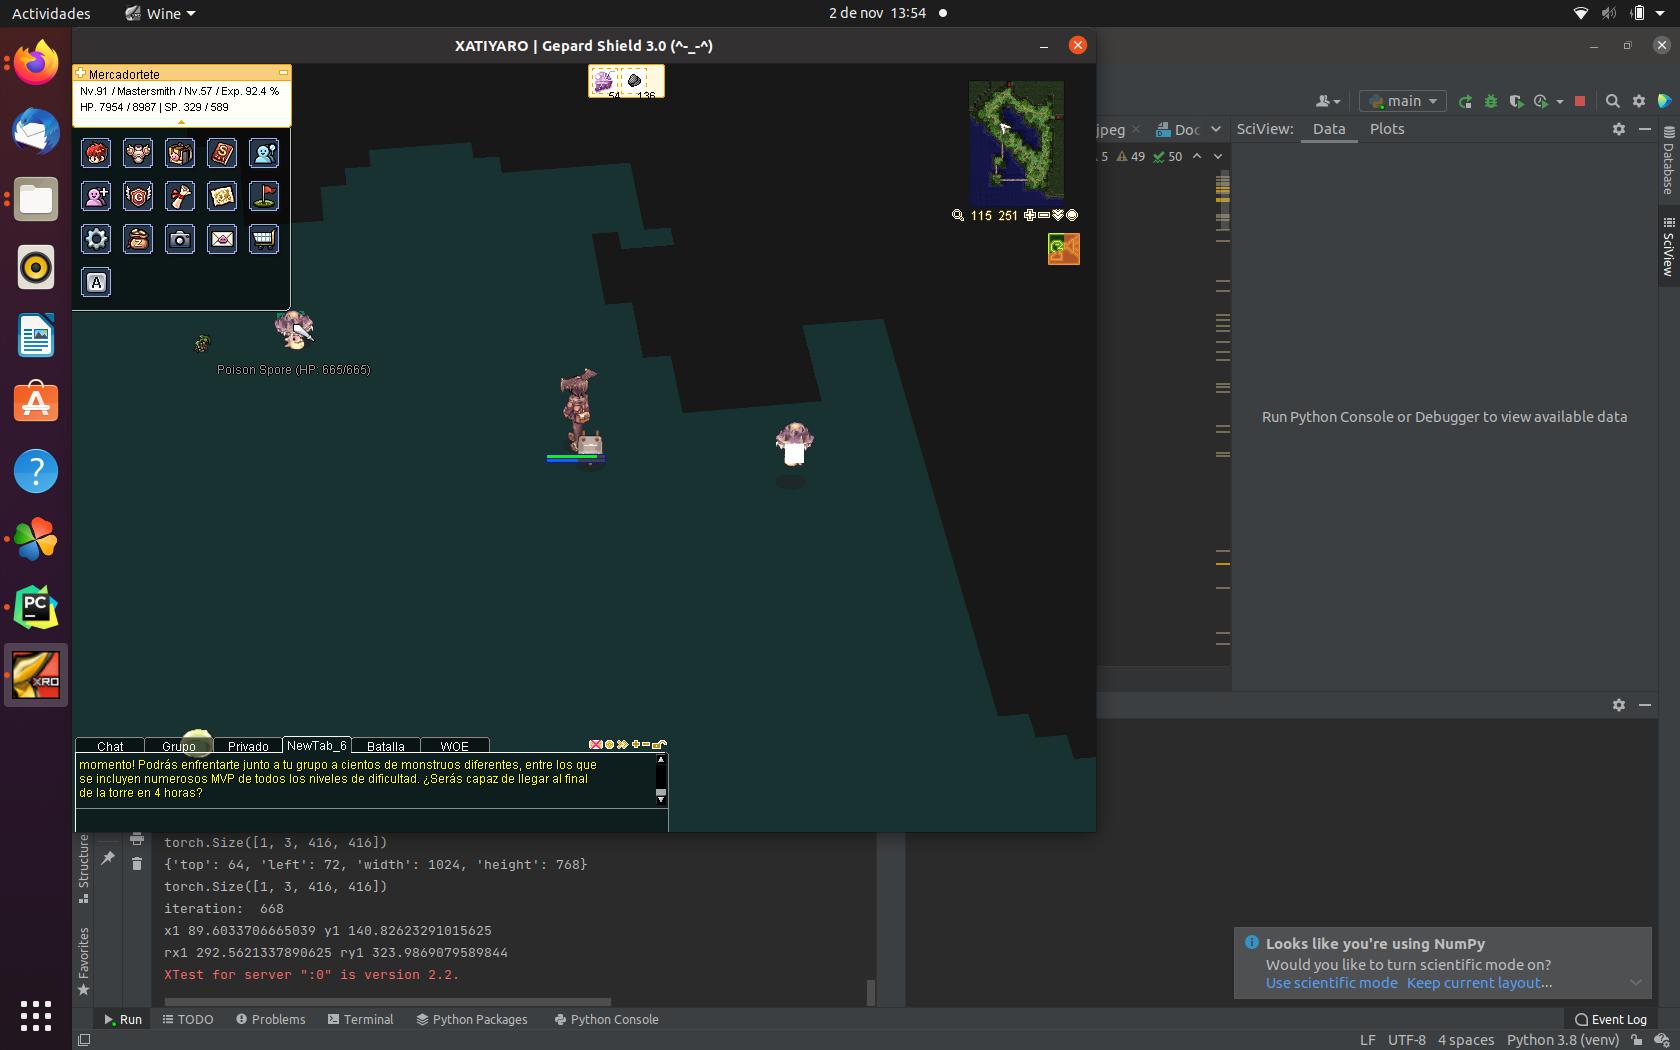 Actividades
Wine
2 de nov 13:54
XATIYARO | Gepard Shield 3.0 (^-_-^)
Mercadortete
Nv.91 / Mastersmith / Nv.57 / Exp. 92.4 %
HP. 7954 / 8987 | SP. 329 / 589
54
136
115 251
A
Poison Spore (HP: 665/665)
main
jpeg
Doc
SciView:
Data
Plots
5
49
50
Database
SciView
Run Python Console or Debugger to view available data
PC
XRO
Chat
Grupo
Privado
NewTab_6
Batalla
WOE
momento! Podrás enfrentarte junto a tu grupo a cientos de monstruos diferentes, entre los que
se incluyen numerosos MVP de todos los niveles de dificultad. ¿Serás capaz de llegar al final
de la torre en 4 horas?
Structure
Favorites
torch.Size([1, 3, 416, 416])
{'top': 64, 'left': 72, 'width': 1024, 'height': 768}
torch.Size([1, 3, 416, 416])
iteration:  668
x1 89.6033706665039 y1 140.82623291015625
rx1 292.5621337890625 ry1 323.9869079589844
XTest for server ":0" is version 2.2.
Looks like you're using NumPy
Would you like to turn scientific mode on?
Use scientific mode Keep current layout...
Run
TODO
Problems
Terminal
Python Packages
Python Console
Event Log
LF UTF-8 4 spaces Python 3.8 (venv)